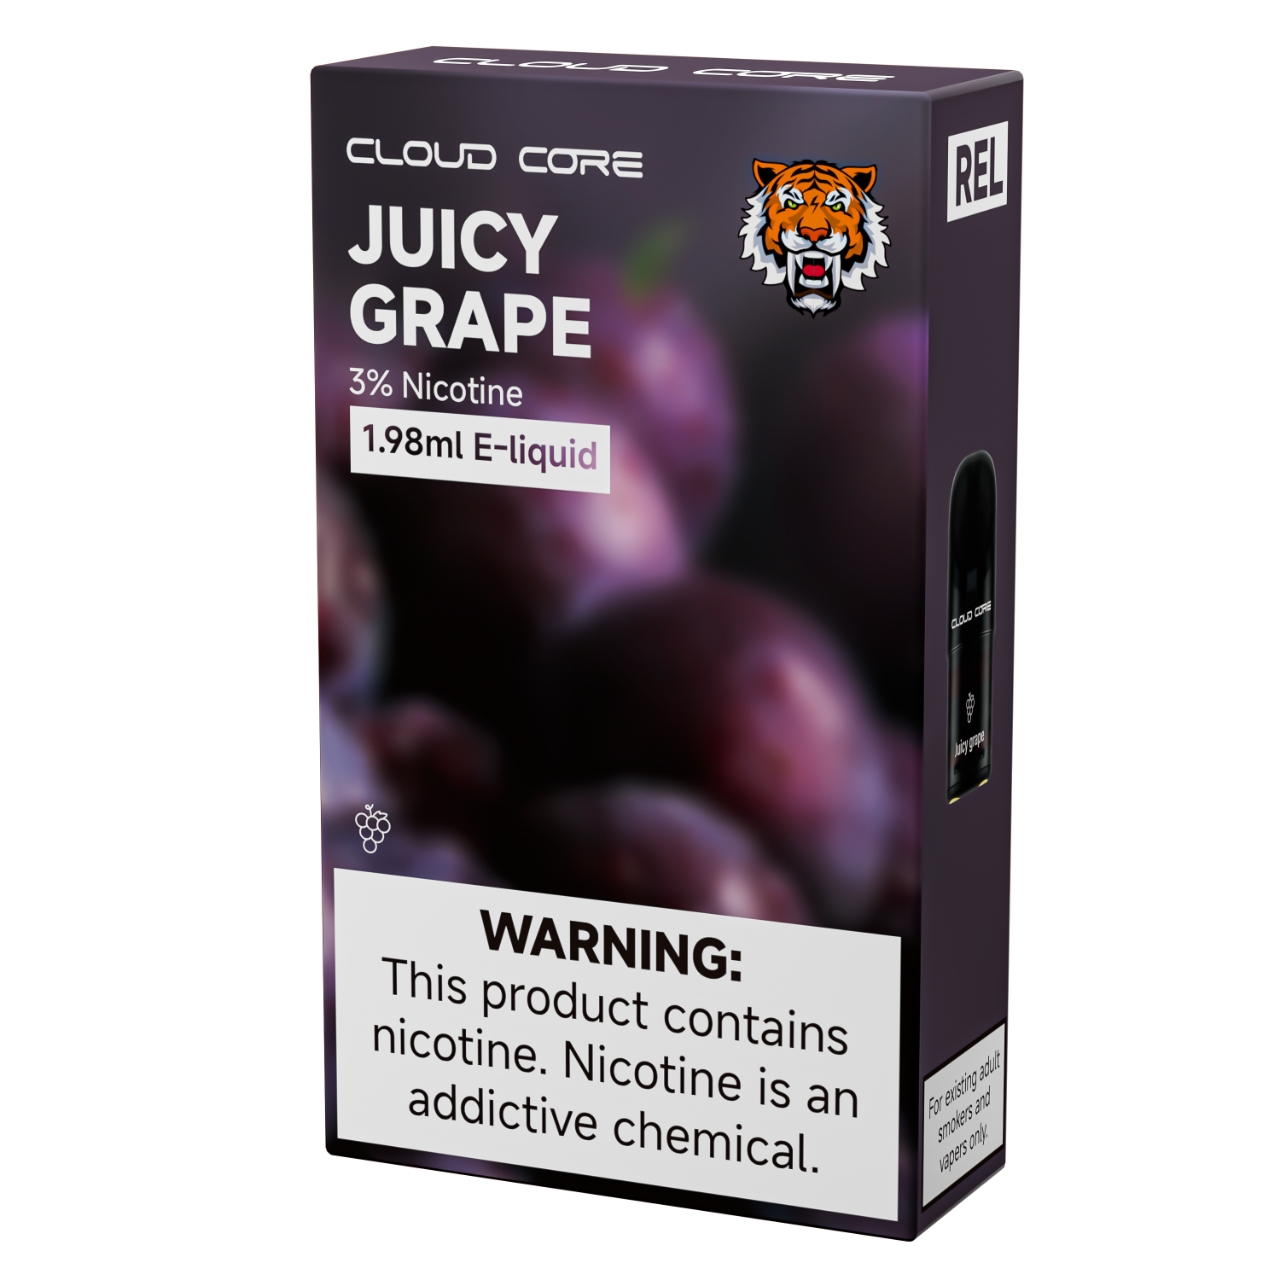 CLOUD CORE
CLOUD CORE
JUICY
GRAPE
3% Nicotine
1.98ml E-liquid
WARNING:
This product contains
nicotine. Nicotine is an
addictive chemical.
REL
CLOUD CORE
Juicy grape
For existing adult
smokers and
vapers only.